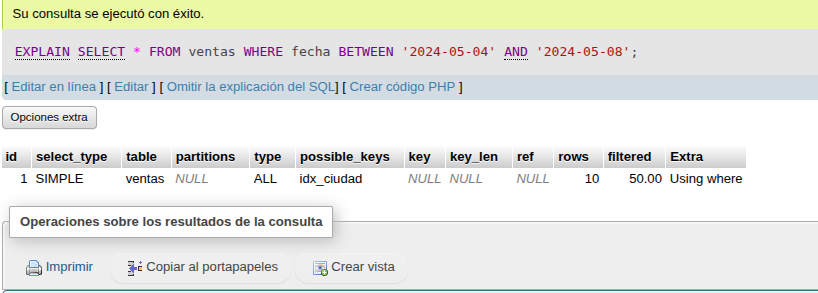 Su consulta se ejecutó con éxito.
EXPLAIN SELECT * FROM ventas WHERE fecha BETWEEN '2024-05-04' AND '2024-05-08';
[ Editar en línea ] [ Editar ] [ Omitir la explicación del SQL] [ Crear código PHP ]
Opciones extra
id select_type table partitions type possible_keys key key_len ref rows filtered Extra
1 SIMPLE ventas NULL ALL idx_ciudad NULL NULL NULL 10 50.00 Using where
Operaciones sobre los resultados de la consulta
Imprimir Copiar al portapapeles Crear vista